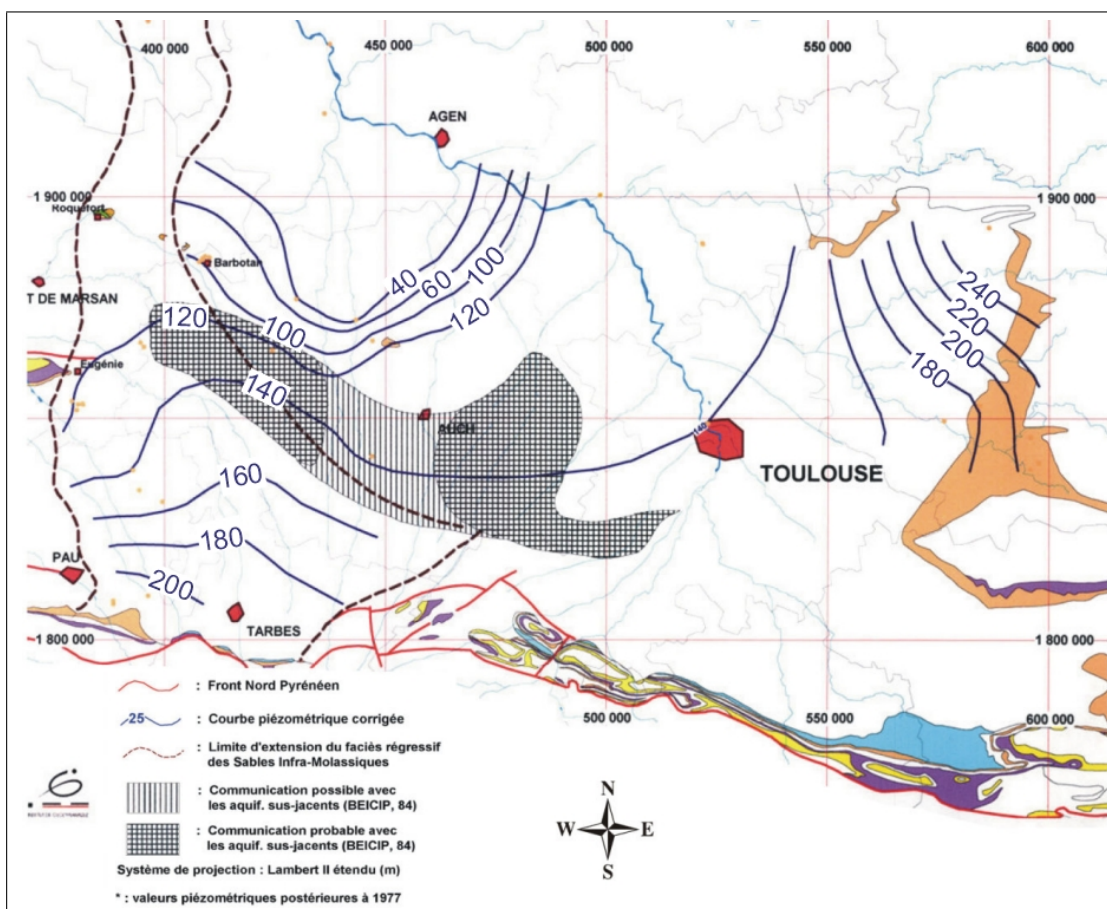 400 000
450 000
500 000
550 000
600 000
AGEN
1 900 000
1 900 000
Roquefort
Barbotan
40
60
100
120
T DE MARSAN
120
100
240
220
200
180
Eugénie
140
AUCH
140
TOULOUSE
160
180
PAU
200
TARBES
1 800 000
1 800 000
500 000
550 000
600 000
: Front Nord Pyrénéen
25
: Courbe piézométrique corrigée
: Limite d'extension du faciès régressif
des Sables Infra-Molassiques
: Communication possible avec
les aquif. sus-jacents (BEICIP, 84)
: Communication probable avec
les aquif. sus-jacents (BEICIP, 84)
Système de projection : Lambert II étendu (m)
* : valeurs piézométriques postérieures à 1977
N
W
E
S